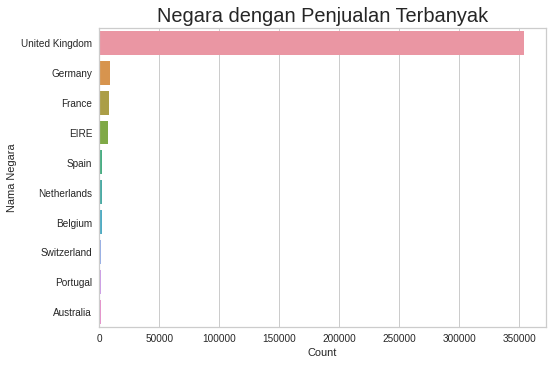 Negara dengan Penjualan Terbanyak
Nama Negara
United Kingdom
Germany
France
EIRE
Spain
Netherlands
Belgium
Switzerland
Portugal
Australia
0 50000 100000 150000 200000 250000 300000 350000
Count